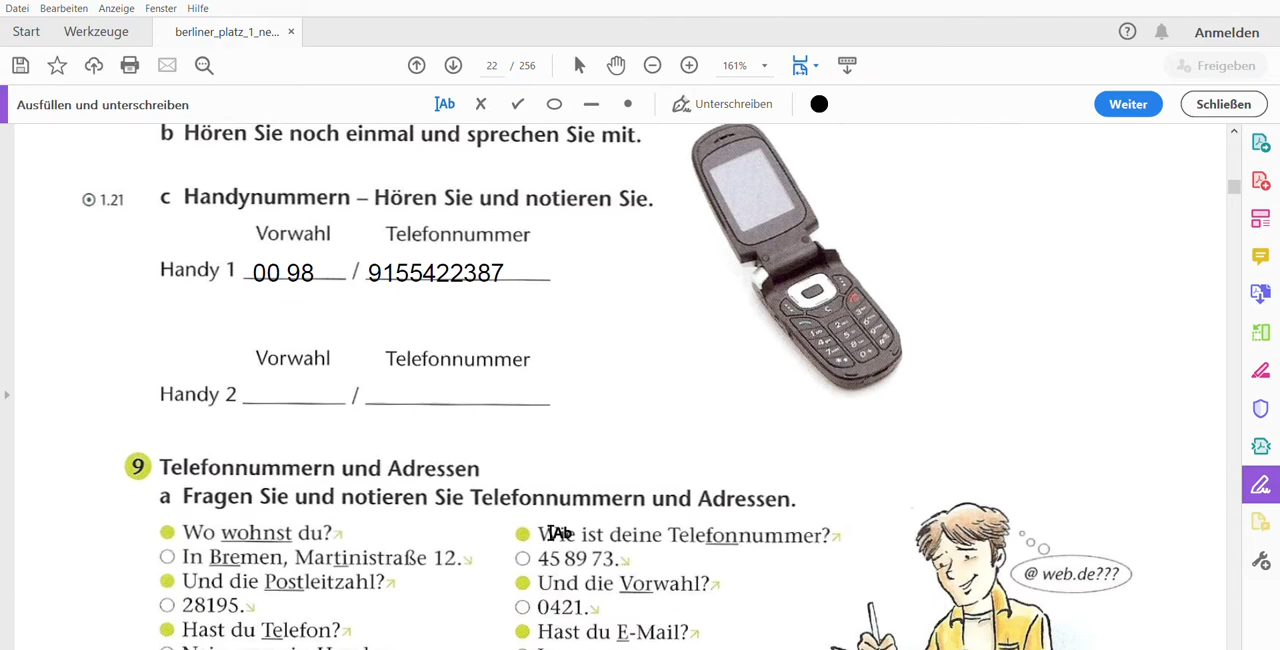 Datei Bearbeiten Anzeige Fenster Hilfe
Start Werkzeuge berliner_platz_1_ne... × Anmelden
22 / 256 161% Freigeben
Ausfüllen und unterschreiben Ab Unterschreiben Weiter Schließen
b Hören Sie noch einmal und sprechen Sie mit.
1.21 c Handynummern – Hören Sie und notieren Sie.
Vorwahl Telefonnummer
Handy 1 00 98 / 9155422387
Vorwahl Telefonnummer
Handy 2 ________ / ________
9 Telefonnummern und Adressen
a Fragen Sie und notieren Sie Telefonnummern und Adressen.
Wo wohnst du?↗
In Bremen, Martinistraße 12.↘
Und die Postleitzahl?↗
28195.↘
Hast du Telefon?↗
Wie ist deine Telefonnummer?↗
45 89 73.↘
Und die Vorwahl?↗
0421.↘
Hast du E-Mail?↗
@ web.de???